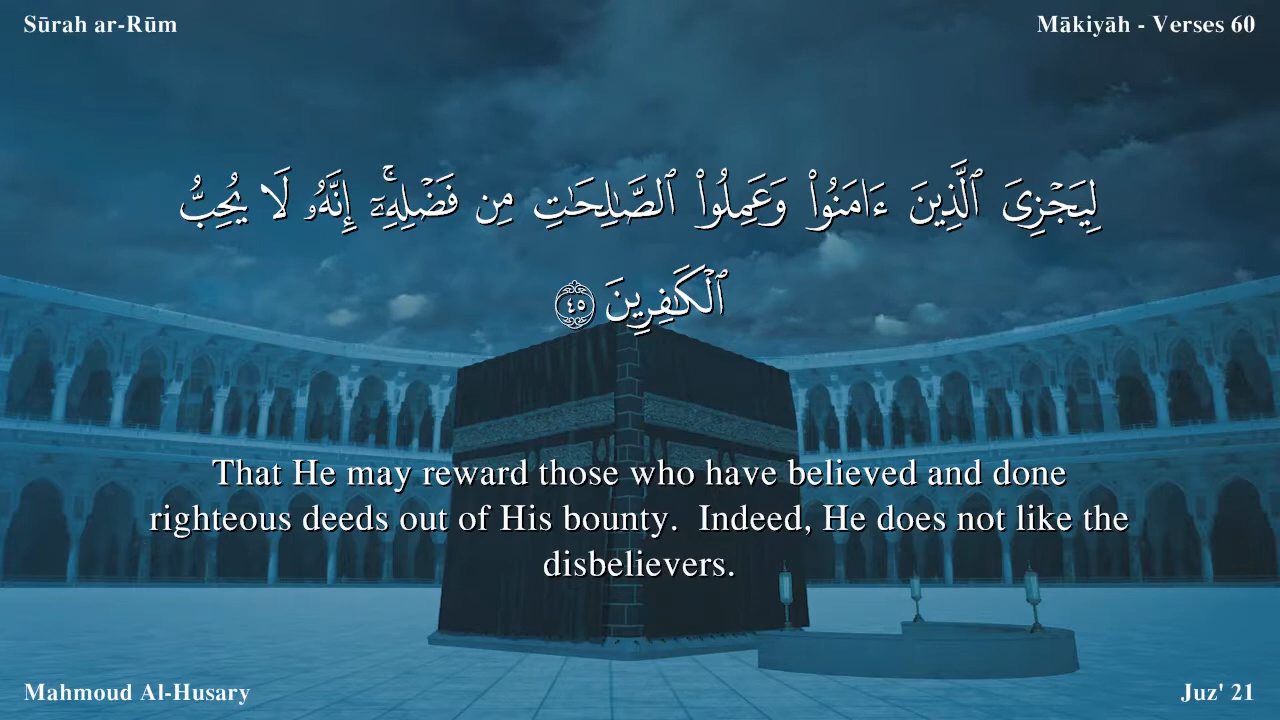 Sūrah ar-Rūm
Mākiyāh - Verses 60
لِيَجْزِىَ ٱلَّذِينَ ءَامَنُوا۟ وَعَمِلُوا۟ ٱلصَّـٰلِحَـٰتِ مِن فَضْلِهِۦٓ ۚ إِنَّهُۥ لَا يُحِبُّ
ٱلْكَـٰفِرِينَ ٤٥
That He may reward those who have believed and done
righteous deeds out of His bounty.  Indeed, He does not like the
disbelievers.
Mahmoud Al-Husary
Juz' 21